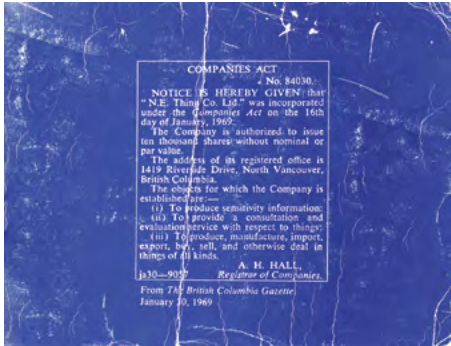 COMPANIES ACT
No. 84030.
NOTICE IS HEREBY GIVEN that
"N.E. Thing Co. Ltd." was incorporated
under the Companies Act on the 16th
day of January, 1969.
The Company is authorized to issue
ten thousand shares without nominal or
par value.
The address of its registered office is
1419 Riverside Drive, North Vancouver,
British Columbia.
The objects for which the Company is
established are:—
(i) To produce sensitivity information:
(ii) To provide a consultation and
evaluation service with respect to things:
(iii) To produce, manufacture, import,
export, buy, sell, and otherwise deal in
things of all kinds.
A. H. HALL,
ja30—9057 Registrar of Companies.
From The British Columbia Gazette,
January 30, 1969